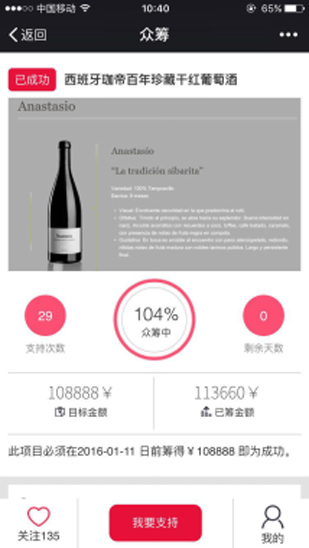 中国移动 10:40 65%
返回 众筹
已成功 西班牙珈帝百年珍藏干红葡萄酒
Anastasio
Anastasio
"La tradición sibarita"
Variedad: 100% Tempranillo
Barrica: 9 meses
29 104% 0
支持次数 众筹中 剩余天数
108888￥ 113660￥
目标金额 已筹金额
此项目必须在2016-01-11 日前筹得￥108888 即为成功。
关注135 我要支持 我的